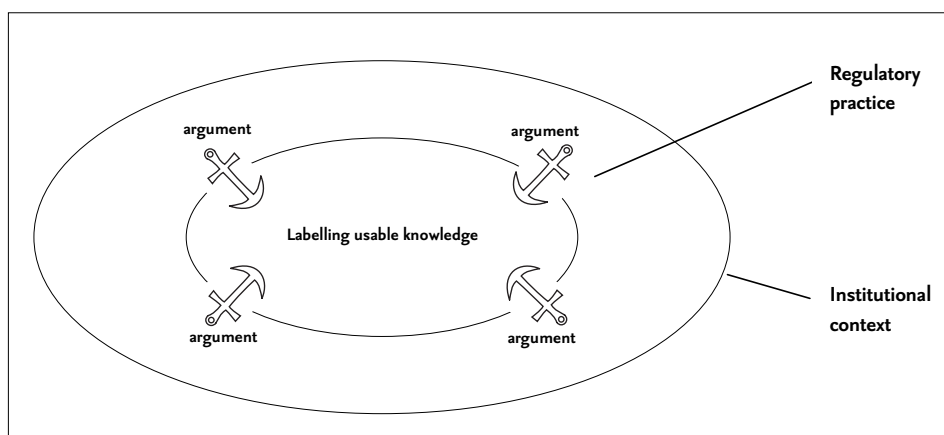 Regulatory
practice
argument
argument
Labelling usable knowledge
Institutional
context
argument
argument